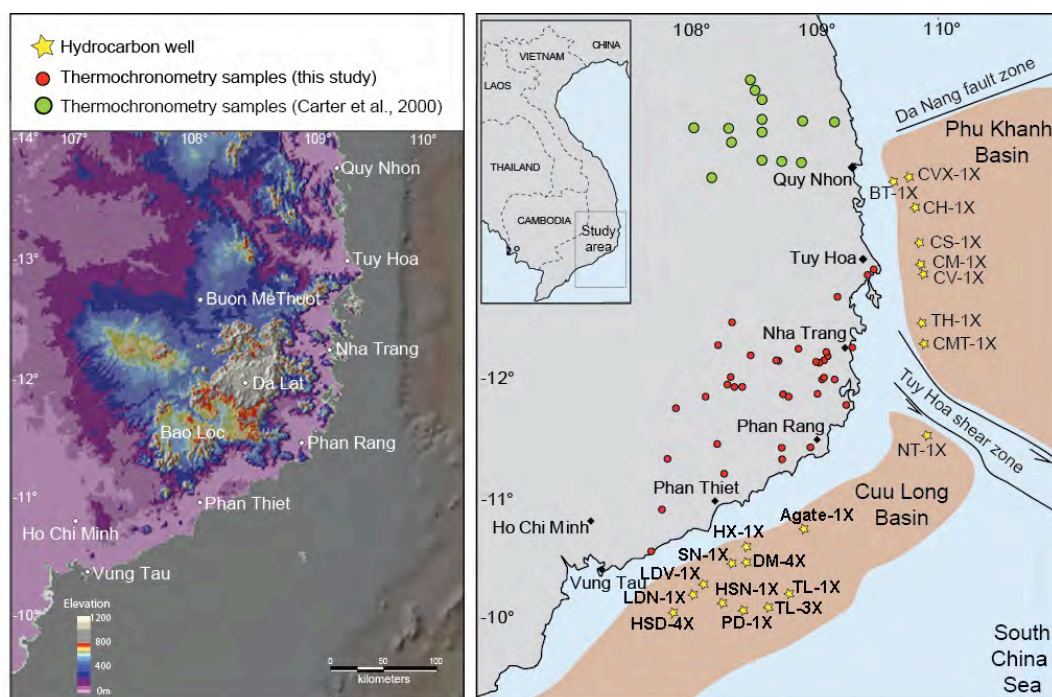 Hydrocarbon well
Thermochronometry samples (this study)
Thermochronometry samples (Carter et al., 2000)
-14°
107°
108°
109°
110°
Quy Nhon
-13°
Tuy Hoa
Buon MeThuot
Nha Trang
-12°
Da Lat
Bao Loc
Phan Rang
-11°
Phan Thiet
Ho Chi Minh
Vung Tau
Elevation
1200
800
400
0m
-10°
0
50
100
kilometers
108°
109°
110°
CHINA
VIETNAM
LAOS
THAILAND
CAMBODIA
Study
area
Da Nang fault zone
Phu Khanh
Basin
Quy Nhon
CVX-1X
BT-1X
CH-1X
Tuy Hoa
CS-1X
CM-1X
CV-1X
Nha Trang
TH-1X
CMT-1X
-12°
Tuy Hoa shear zone
Phan Rang
NT-1X
-11°
Phan Thiet
Cuu Long
Basin
Ho Chi Minh
Agate-1X
HX-1X
SN-1X
DM-4X
Vung Tau
LDV-1X
HSN-1X
TL-1X
LDN-1X
TL-3X
-10°
HSD-4X
PD-1X
South
China
Sea